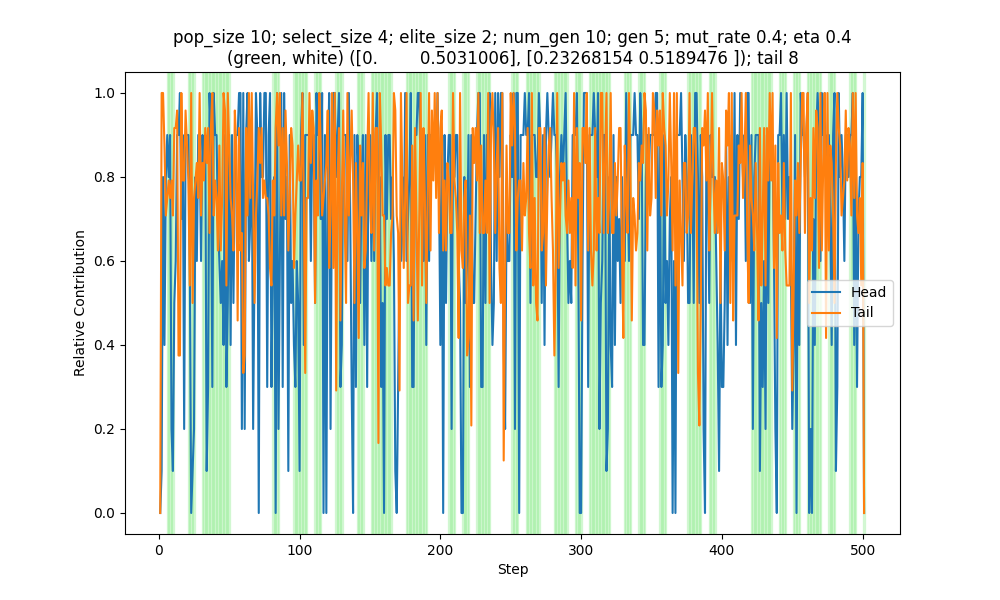 pop_size 10; select_size 4; elite_size 2; num_gen 10; gen 5; mut_rate 0.4; eta 0.4
(green, white) ([0.        0.5031006], [0.23268154 0.5189476 ]); tail 8
Relative Contribution
1.0
0.8
0.6
0.4
0.2
0.0
Head
Tail
0 100 200 300 400 500
Step